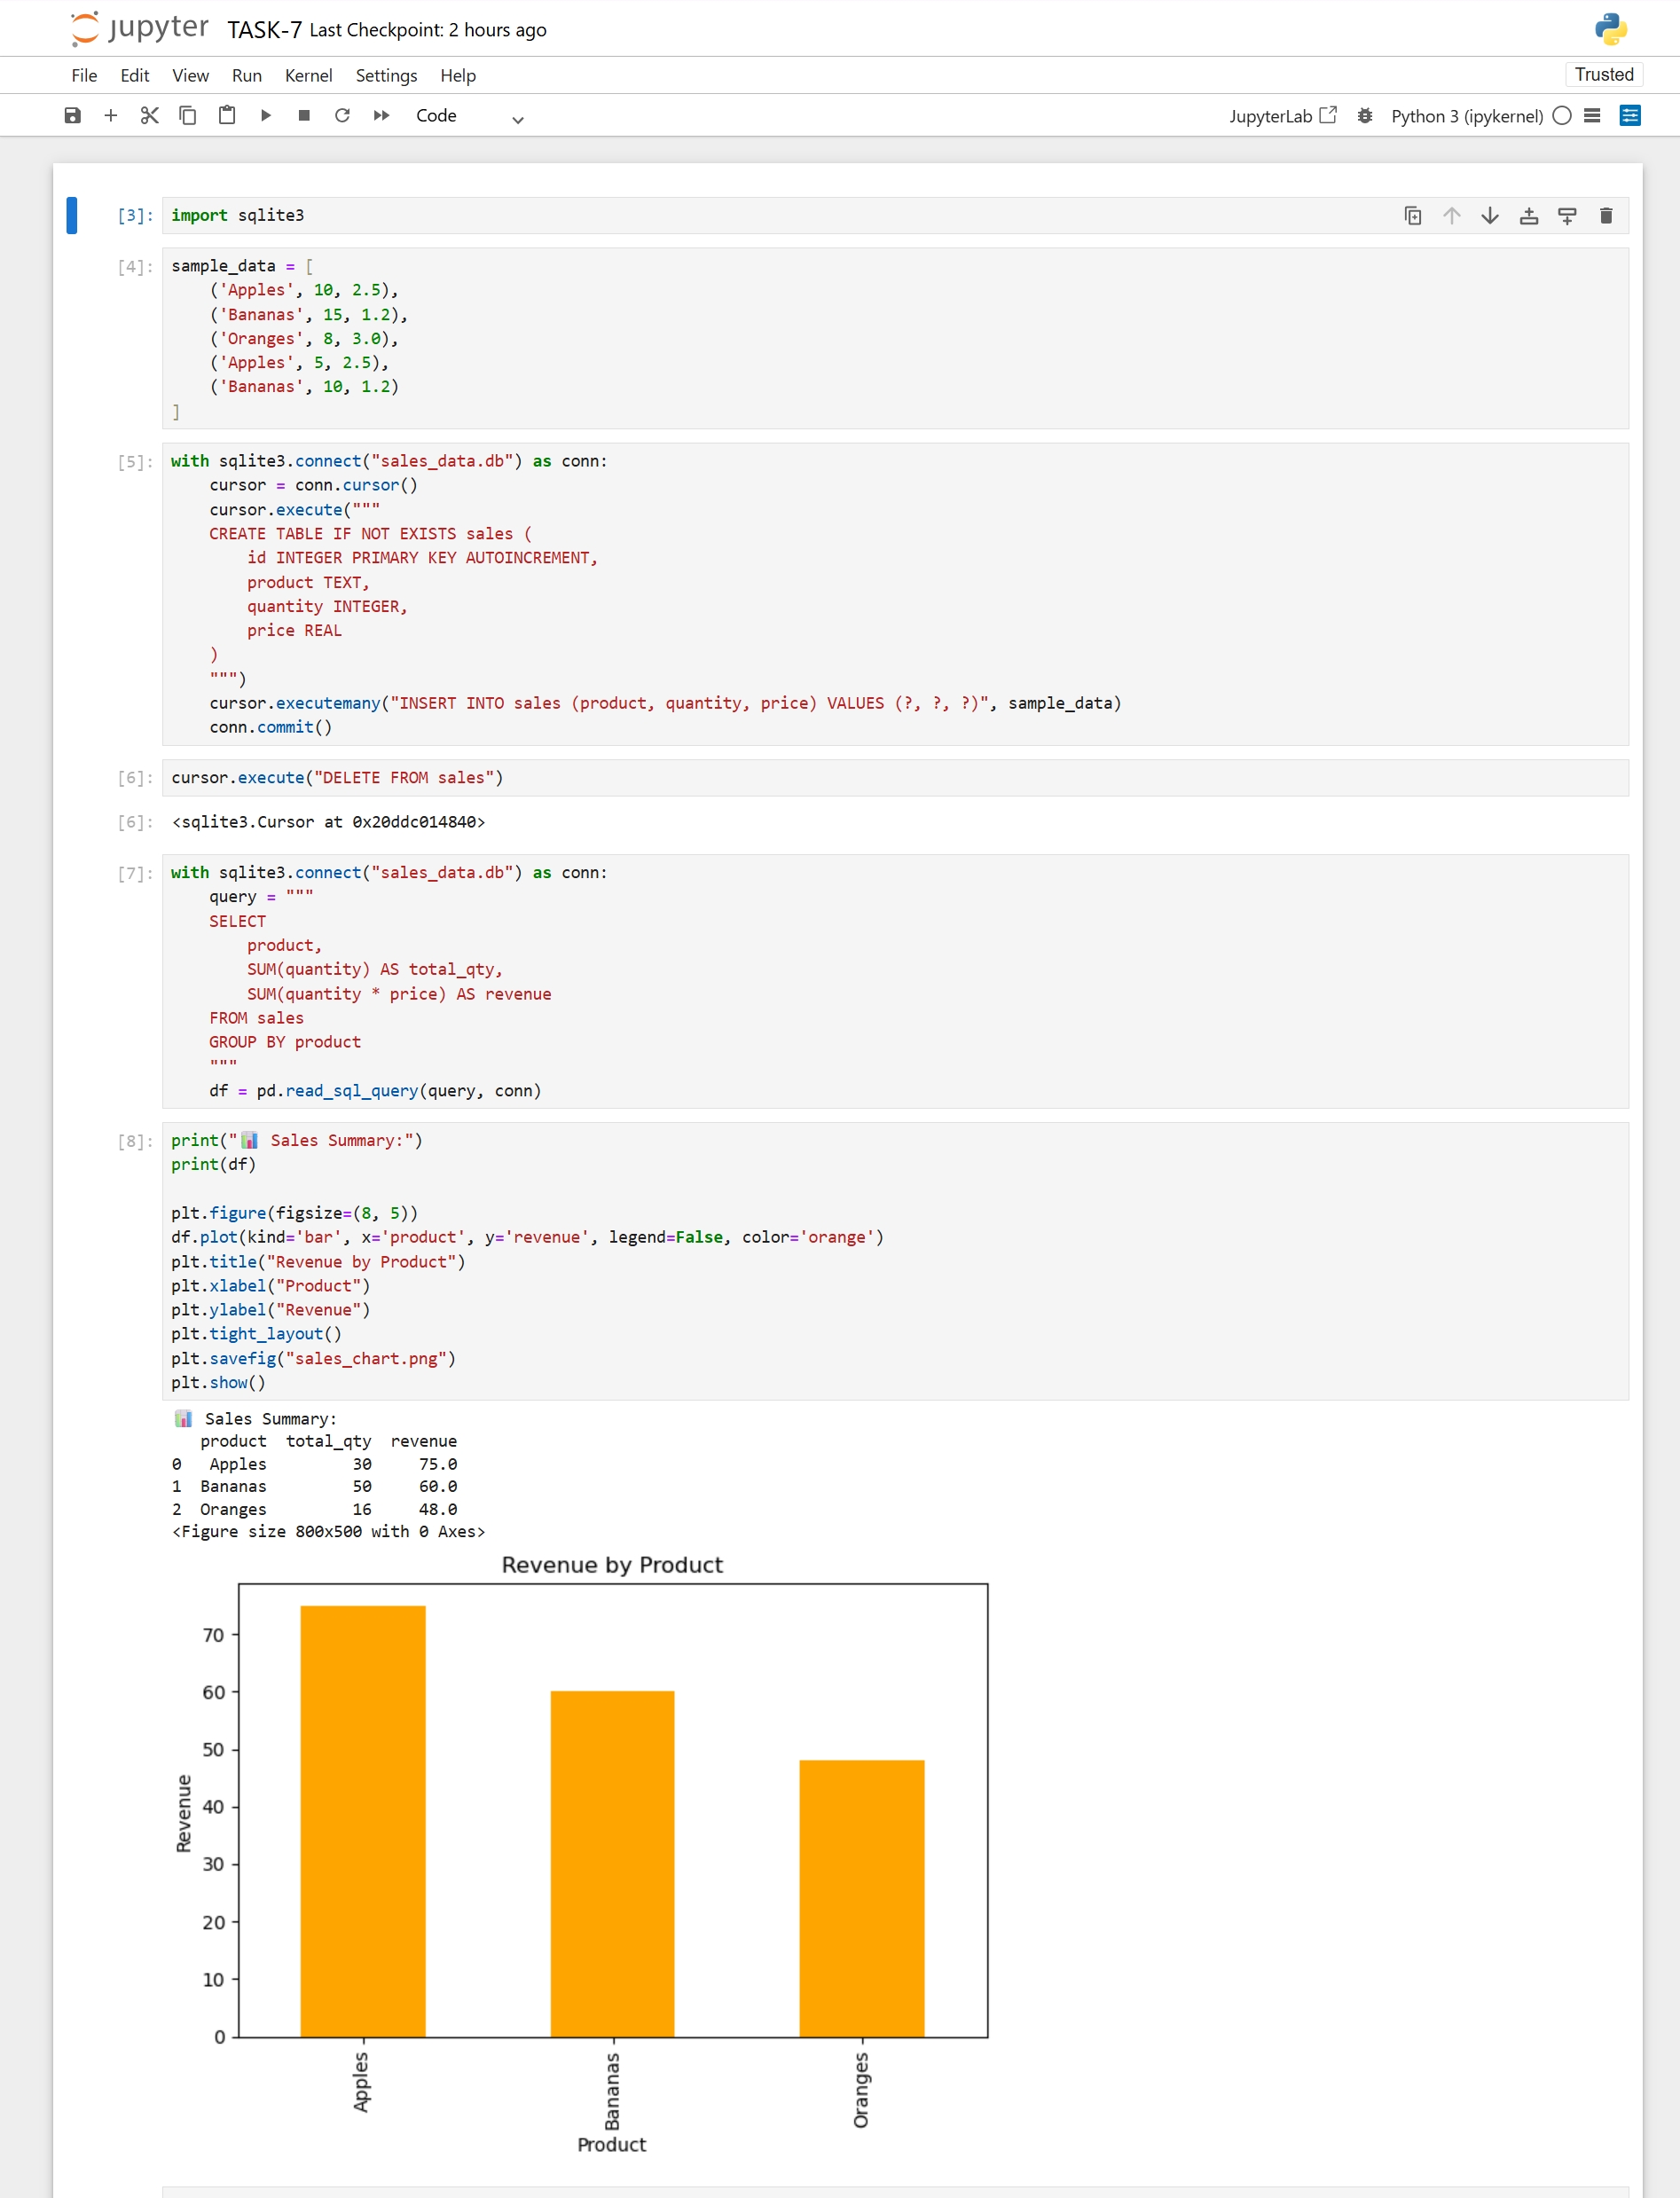 jupyter TASK-7 Last Checkpoint: 2 hours ago
File Edit View Run Kernel Settings Help Trusted
Code JupyterLab Python 3 (ipykernel)
[3]: import sqlite3
[4]: sample_data = [
('Apples', 10, 2.5),
('Bananas', 15, 1.2),
('Oranges', 8, 3.0),
('Apples', 5, 2.5),
('Bananas', 10, 1.2)
]
[5]: with sqlite3.connect("sales_data.db") as conn:
cursor = conn.cursor()
cursor.execute("""
CREATE TABLE IF NOT EXISTS sales (
id INTEGER PRIMARY KEY AUTOINCREMENT,
product TEXT,
quantity INTEGER,
price REAL
)
""")
cursor.executemany("INSERT INTO sales (product, quantity, price) VALUES (?, ?, ?)", sample_data)
conn.commit()
[6]: cursor.execute("DELETE FROM sales")
[6]: <sqlite3.Cursor at 0x20ddc014840>
[7]: with sqlite3.connect("sales_data.db") as conn:
query = """
SELECT
product,
SUM(quantity) AS total_qty,
SUM(quantity * price) AS revenue
FROM sales
GROUP BY product
"""
df = pd.read_sql_query(query, conn)
[8]: print("📊 Sales Summary:")
print(df)
plt.figure(figsize=(8, 5))
df.plot(kind='bar', x='product', y='revenue', legend=False, color='orange')
plt.title("Revenue by Product")
plt.xlabel("Product")
plt.ylabel("Revenue")
plt.tight_layout()
plt.savefig("sales_chart.png")
plt.show()
📊 Sales Summary:
product total_qty revenue
0 Apples 30 75.0
1 Bananas 50 60.0
2 Oranges 16 48.0
<Figure size 800x500 with 0 Axes>
Revenue by Product
70
60
50
40
30
20
10
0
Revenue
Apples
Bananas
Oranges
Product